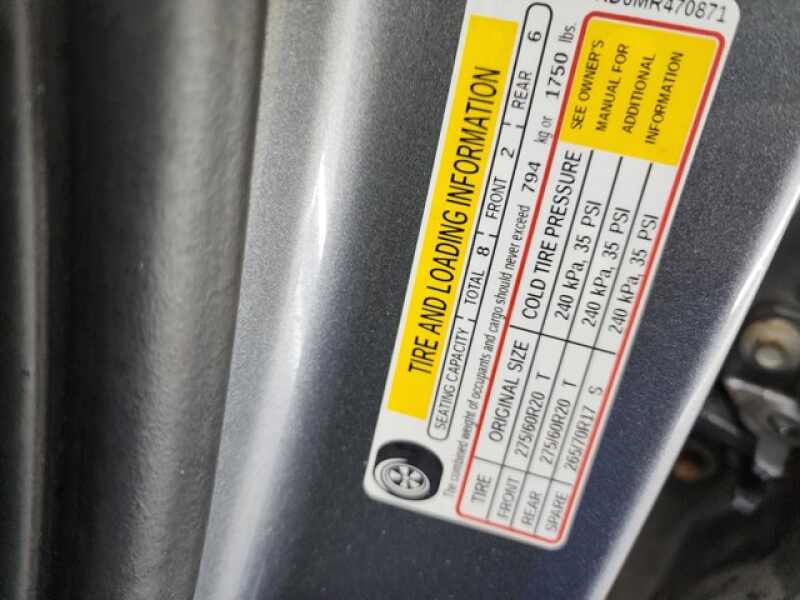 MR470871
TIRE AND LOADING INFORMATION
SEATING CAPACITY TOTAL 8 FRONT 2 REAR 6
The combined weight of occupants and cargo should never exceed 794 kg or 1750 lbs.
TIRE ORIGINAL SIZE COLD TIRE PRESSURE
FRONT 275/60R20 T 240 kPa, 35 PSI
REAR 275/60R20 T 240 kPa, 35 PSI
SPARE 265/70R17 S 240 kPa, 35 PSI
SEE OWNER'S
MANUAL FOR
ADDITIONAL
INFORMATION